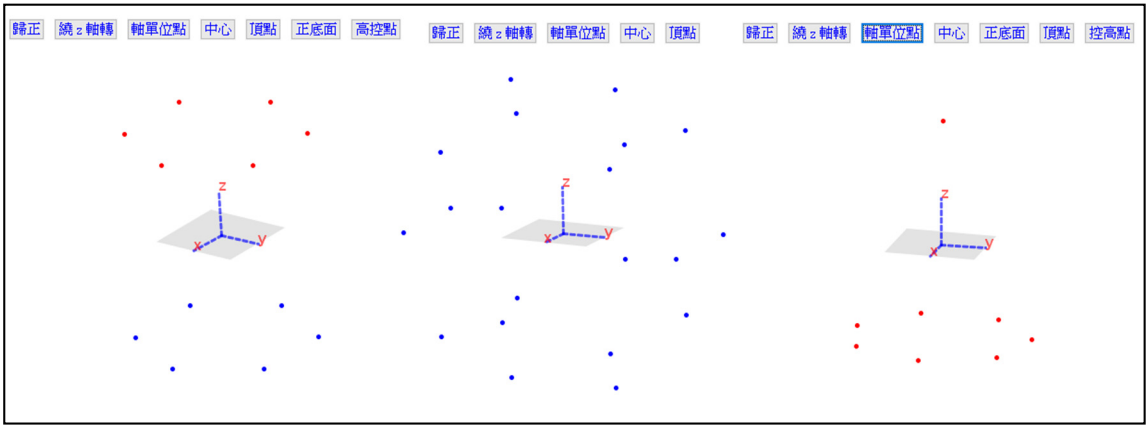 歸正 繞 z 軸轉 軸單位點 中心 頂點 正底面 高控點
歸正 繞 z 軸轉 軸單位點 中心 頂點
歸正 繞 z 軸轉 軸單位點 中心 正底面 頂點 控高點
z
x y
z
x y
z
x y